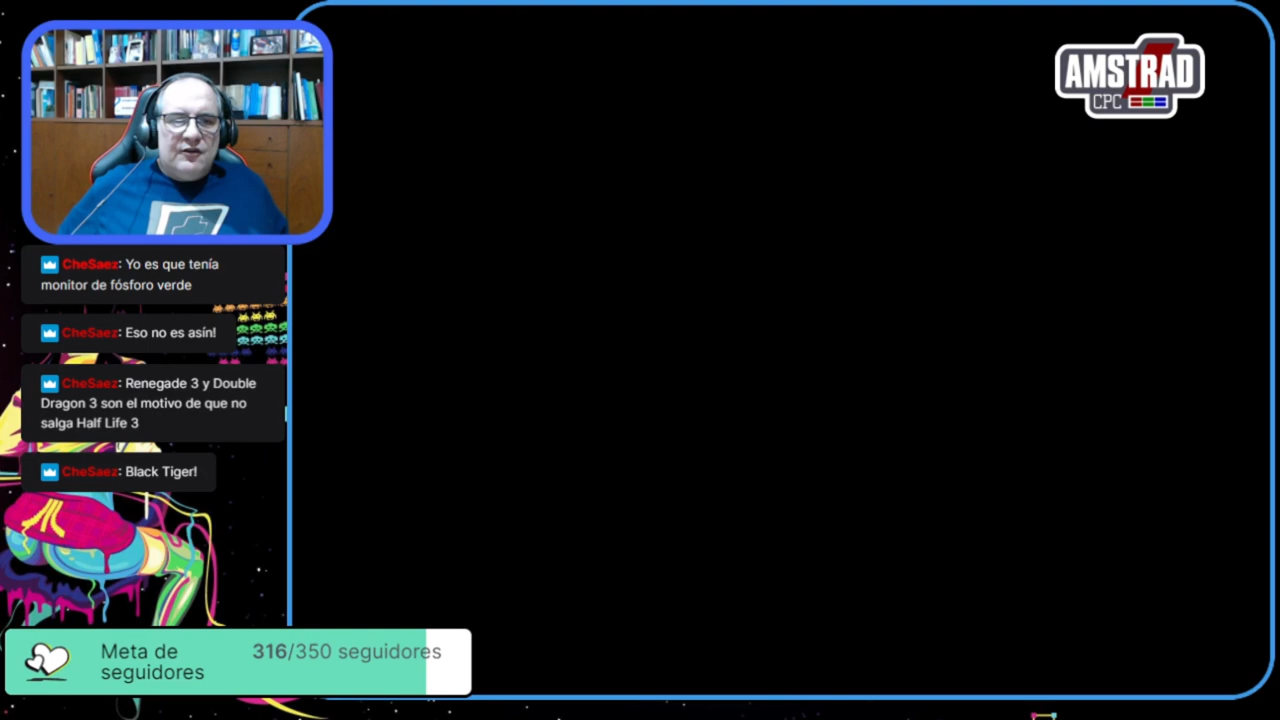 AMSTRAD
CPC
CheSaez: Yo es que tenía
monitor de fósforo verde
CheSaez: Eso no es asín!
CheSaez: Renegade 3 y Double
Dragon 3 son el motivo de que no
salga Half Life 3
CheSaez: Black Tiger!
Meta de
seguidores
316/350 seguidores